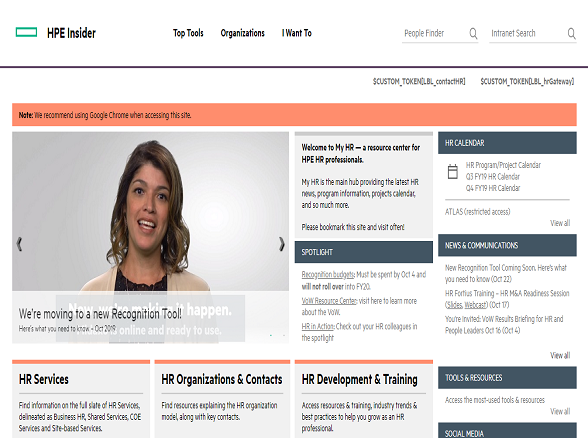 HPE Insider
Top Tools
Organizations
I Want To
People Finder
Intranet Search
$CUSTOM_TOKEN[LBL_contactHR]
$CUSTOM_TOKEN[LBL_hrGateway]
Note: We recommend using Google Chrome when accessing this site.
We're moving to a new Recognition Tool!
Here's what you need to know - Oct 2019
it happen.
is online and ready to use.
Welcome to My HR — a resource center for
HPE HR professionals.
My HR is the main hub providing the latest HR
news, program information, projects calendar,
and so much more.
Please bookmark this site and visit often!
SPOTLIGHT
Recognition budgets: Must be spent by Oct 4 and
will not roll over into FY20.
VoW Resource Center: visit here to learn more
about the VoW.
HR in Action: Check out your HR colleagues in
the spotlight
HR CALENDAR
HR Program/Project Calendar
Q3 FY19 HR Calendar
Q4 FY19 HR Calendar
ATLAS (restricted access)
View all
NEWS & COMMUNICATIONS
New Recognition Tool Coming Soon. Here's what
you need to know (Oct 22)
HR Fortius Training – HR M&A Readiness Session
(Slides, Webcast) (Oct 17)
You're Invited: VoW Results Briefing for HR and
People Leaders Oct 16 (Oct 4)
View all
TOOLS & RESOURCES
Access the most-used tools & resources
View all
SOCIAL MEDIA
HR Services
Find information on the full slate of HR Services,
delineated as Business HR, Shared Services, COE
Services and Site-based Services.
HR Organizations & Contacts
Find resources explaining the HR organization
model, along with key contacts.
HR Development & Training
Access resources & training, industry trends &
best practices to help you grow as an HR
professional.